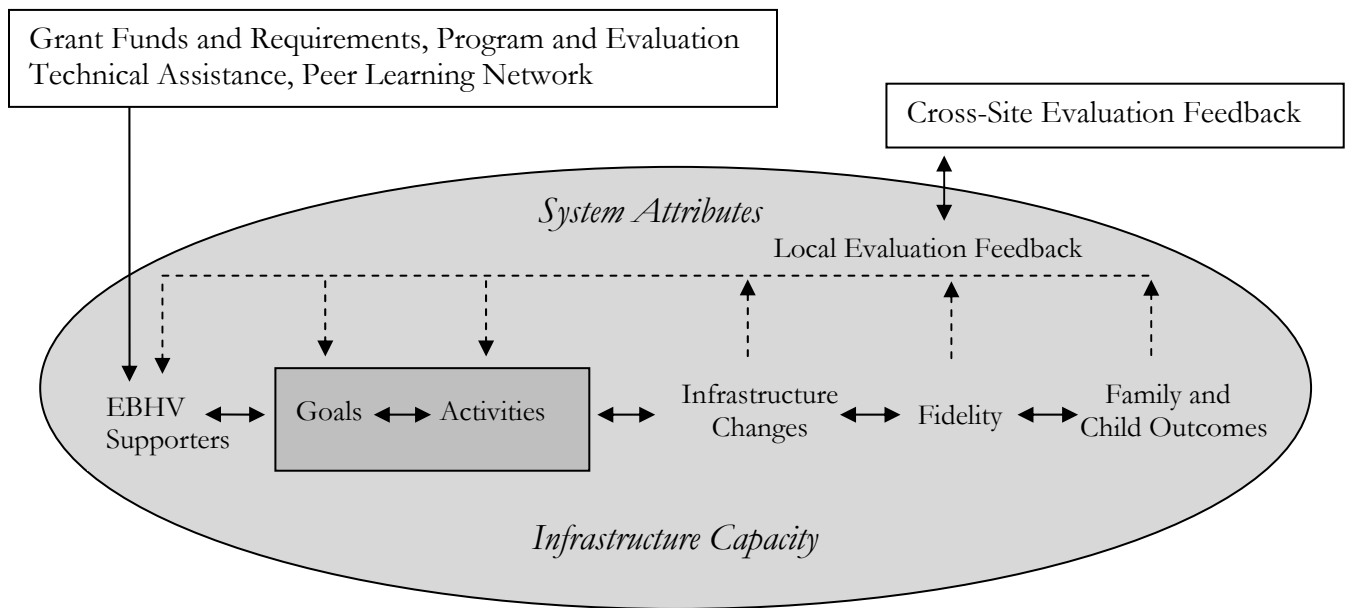 Grant Funds and Requirements, Program and Evaluation
Technical Assistance, Peer Learning Network
Cross-Site Evaluation Feedback
System Attributes
Local Evaluation Feedback
EBHV
Supporters
Goals
Activities
Infrastructure
Changes
Fidelity
Family and
Child Outcomes
Infrastructure Capacity